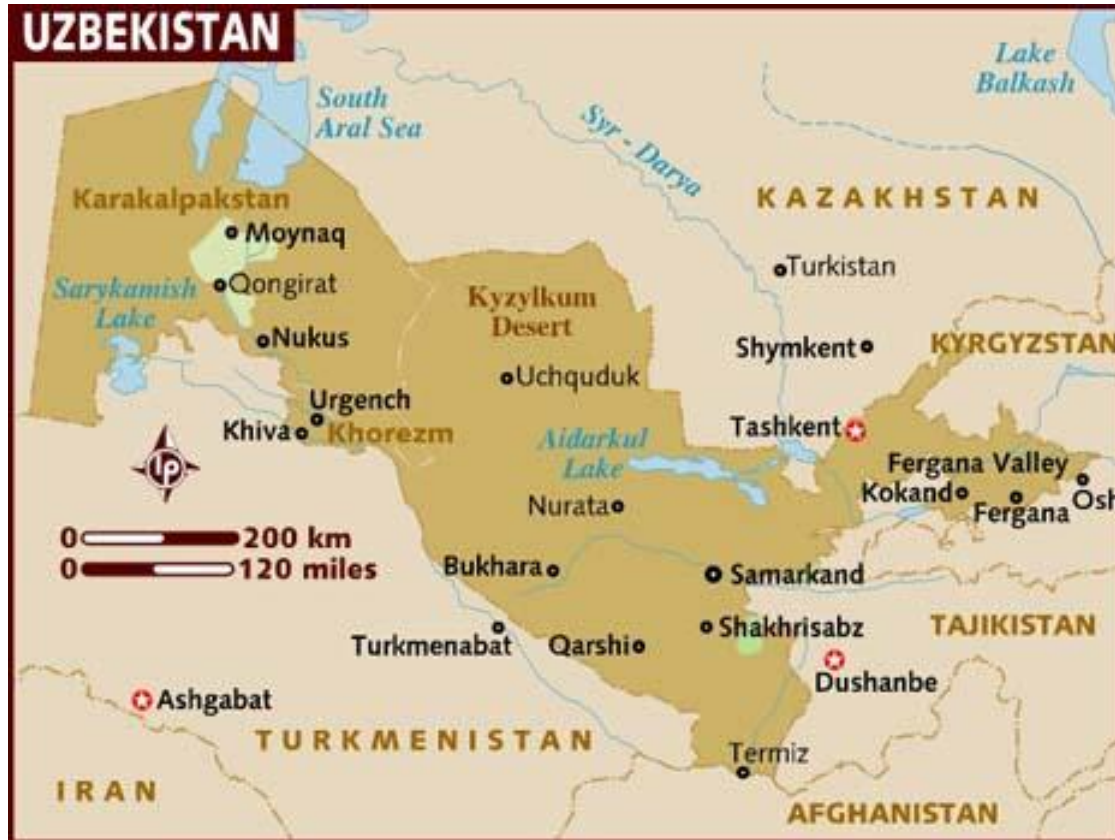 UZBEKISTAN
Lake
Balkash
South
Aral Sea
Syr - Darya
KAZAKHSTAN
Karakalpakstan
Moynaq
Turkistan
Qongirat
Sarykamish
Lake
Kyzylkum
Desert
Nukus
Shymkent
KYRGYZSTAN
Uchquduk
Urgench
Khiva
Khorezm
Tashkent
Aidarkul
Lake
Fergana Valley
LP
Kokand
Osh
Nurata
Fergana
0 200 km
0 120 miles
Bukhara
Samarkand
Turkmenabat
Qarshi
Shakhrisabz
TAJIKISTAN
Dushanbe
Ashgabat
TURKMENISTAN
Termiz
IRAN
AFGHANISTAN